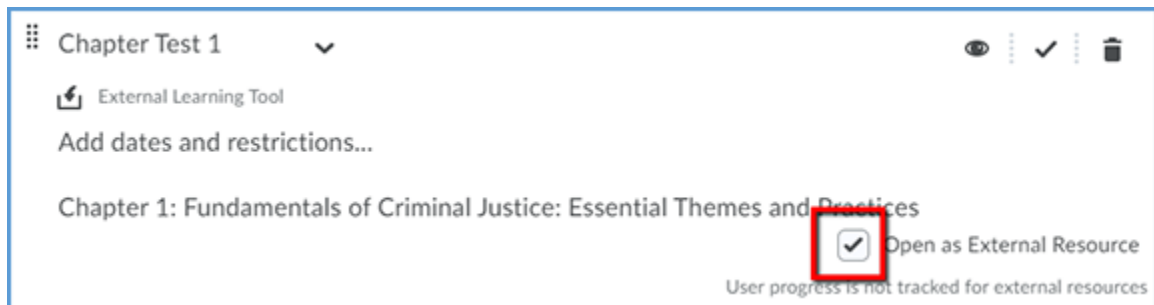 Chapter Test 1
External Learning Tool
Add dates and restrictions...
Chapter 1: Fundamentals of Criminal Justice: Essential Themes and Practices
Open as External Resource
User progress is not tracked for external resources